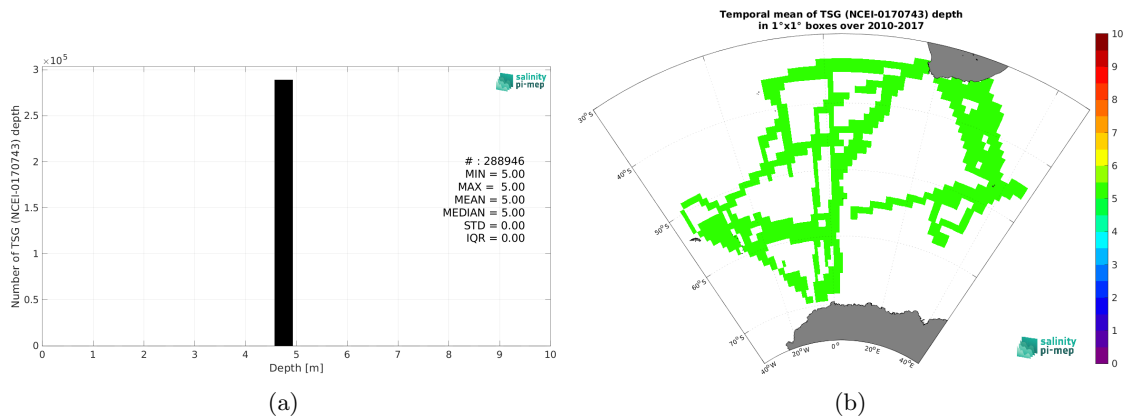 ×10⁵
3
2.5
2
1.5
1
0.5
0
Number of TSG (NCEI-0170743) depth
salinity
pi-mep
# : 288946
MIN = 5.00
MAX = 5.00
MEAN = 5.00
MEDIAN = 5.00
STD = 0.00
IQR = 0.00
0 1 2 3 4 5 6 7 8 9 10
Depth [m]
(a)
Temporal mean of TSG (NCEI-0170743) depth
in 1°x1° boxes over 2010-2017
30°S
40°S
50°S
60°S
70°S
40°W
20°W
0°
20°E
40°E
10
9
8
7
6
5
4
3
2
1
0
salinity
pi-mep
(b)